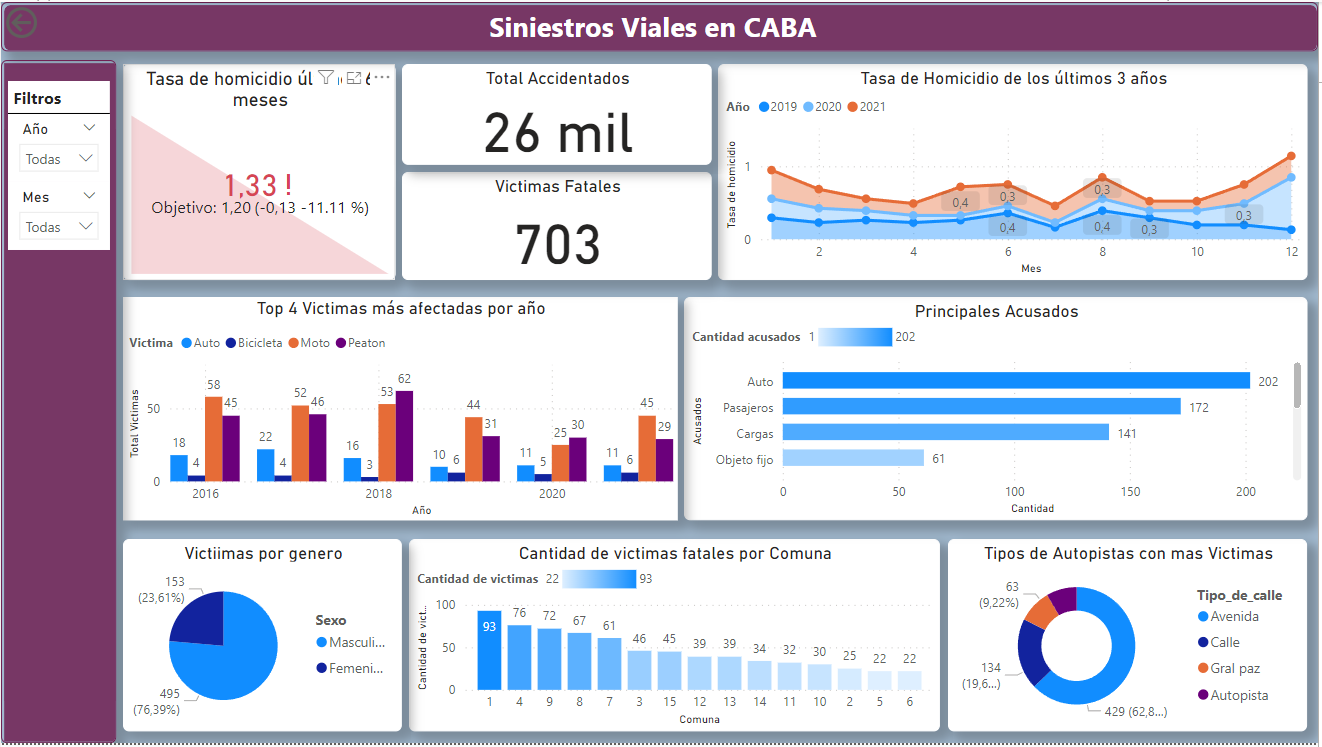 Siniestros Viales en CABA
Filtros
Año
Todas
Mes
Todas
Tasa de homicidio úl
meses
1,33 !
Objetivo: 1,20 (-0,13 -11.11 %)
Total Accidentados
26 mil
Victimas Fatales
703
Tasa de Homicidio de los últimos 3 años
Año 2019 2020 2021
Tasa de homicidio
1
0
0,4 0,3 0,3
0,4 0,4 0,3 0,3
2 4 6 8 10 12
Mes
Top 4 Victimas más afectadas por año
Victima Auto Bicicleta Moto Peaton
Total Victimas
50
0
18 4 58 45
22 4 52 46
16 3 53 62
10 6 44 31
11 5 25 30
11 6 45 29
2016 2018 2020
Año
Principales Acusados
Cantidad acusados 1 202
Acusados
Auto 202
Pasajeros 172
Cargas 141
Objeto fijo 61
0 50 100 150 200
Cantidad
Victiimas por genero
153
(23,61%)
495
(76,39%)
Sexo
Masculi...
Femeni...
Cantidad de victimas fatales por Comuna
Cantidad de victimas 22 93
Cantidad de vict...
100
50
0
93 76 72 67 61 46 45 39 39 34 32 30 25 22 22
1 4 9 8 7 3 15 12 13 14 11 10 2 5 6
Comuna
Tipos de Autopistas con mas Victimas
63
(9,22%)
134
(19,6...)
429 (62,8...)
Tipo_de_calle
Avenida
Calle
Gral paz
Autopista